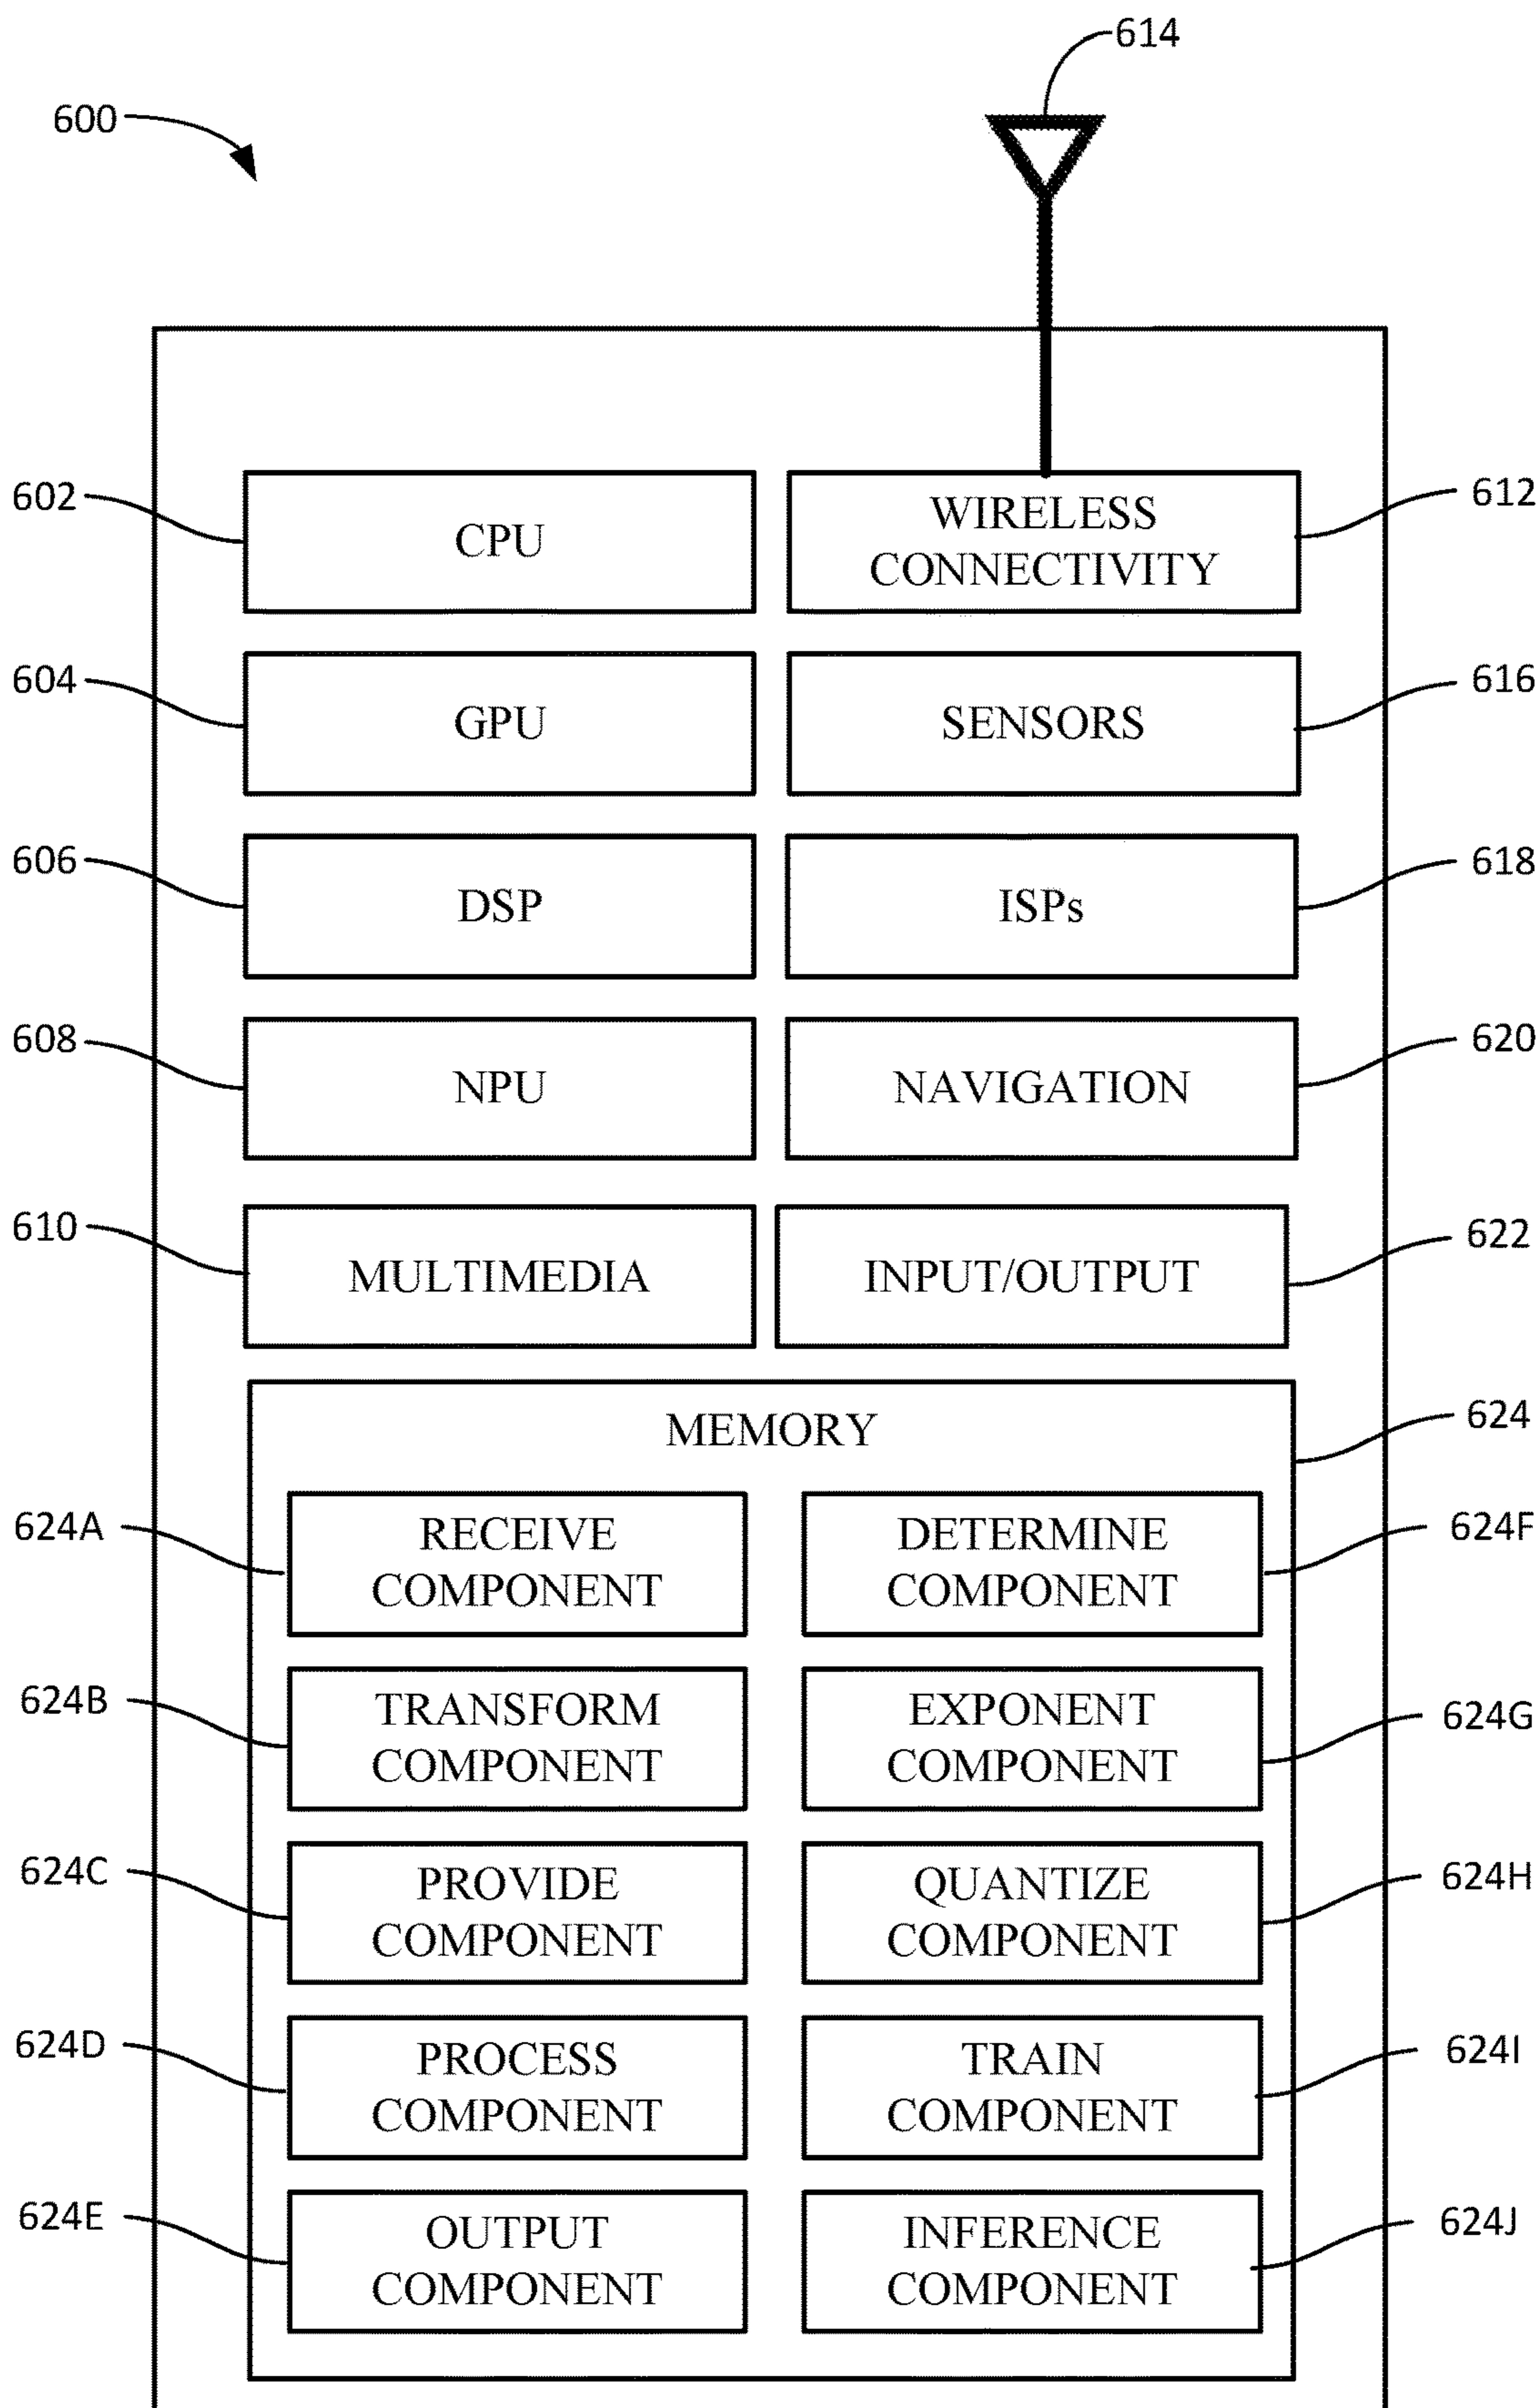 614
600
602
CPU
WIRELESS
CONNECTIVITY
612
604
GPU
SENSORS
616
606
DSP
ISPs
618
608
NPU
NAVIGATION
620
610
MULTIMEDIA
INPUT/OUTPUT
622
MEMORY
624
624A
RECEIVE
COMPONENT
DETERMINE
COMPONENT
624F
624B
TRANSFORM
COMPONENT
EXPONENT
COMPONENT
624G
624C
PROVIDE
COMPONENT
QUANTIZE
COMPONENT
624H
624D
PROCESS
COMPONENT
TRAIN
COMPONENT
624I
624E
OUTPUT
COMPONENT
INFERENCE
COMPONENT
624J